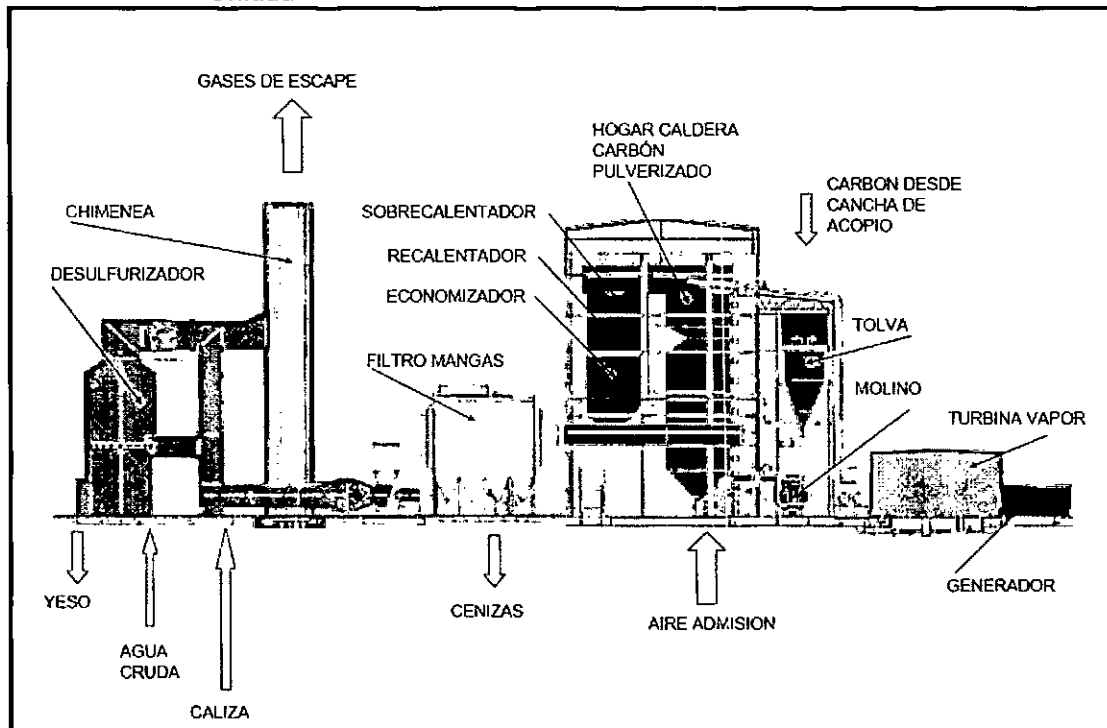 GASES DE ESCAPE
HOGAR CALDERA
CARBÓN
PULVERIZADO
CARBON DESDE
CANCHA DE
ACOPIO
CHIMENEA
SOBRECALENTADOR
DESULFURIZADOR
RECALENTADOR
ECONOMIZADOR
TOLVA
FILTRO MANGAS
MOLINO
TURBINA VAPOR
YESO
CENIZAS
AIRE ADMISION
GENERADOR
AGUA
CRUDA
CALIZA